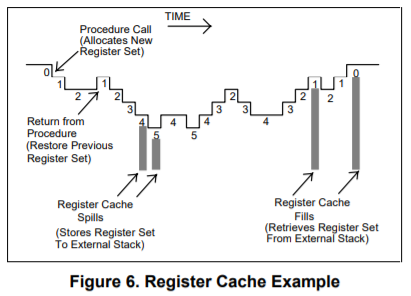 TIME
Procedure Call
(Allocates New
Register Set)
0 0
1 1 1 1
2 2 2 2 2
3 3 3 3
4 4 4 4
5 5
Return from
Procedure
(Restore Previous
Register Set)
Register Cache
Spills
(Stores Register Set
To External Stack)
Register Cache
Fills
(Retrieves Register Set
From External Stack)
Figure 6. Register Cache Example